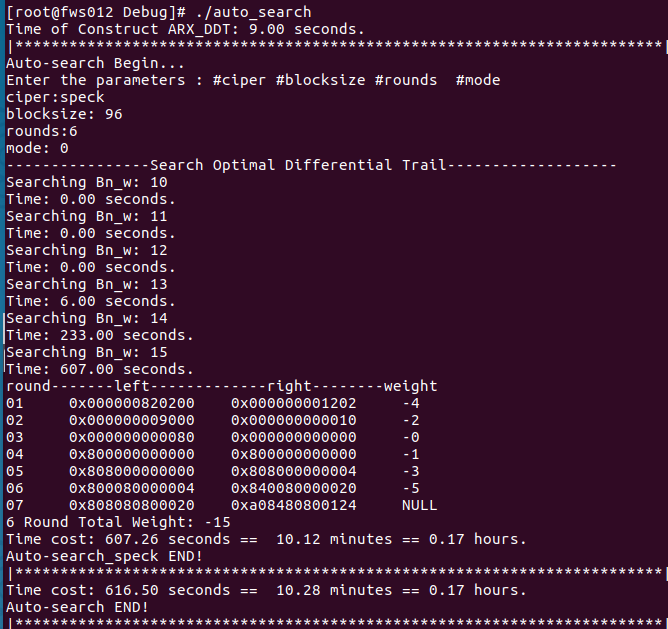 [root@fws012 Debug]# ./auto_search
Time of Construct ARX_DDT: 9.00 seconds.
|************************************************************************|
Auto-search Begin...
Enter the parameters : #ciper #blocksize #rounds  #mode
ciper:speck
blocksize: 96
rounds:6
mode: 0
----------------Search Optimal Differential Trail-------------------
Searching Bn_w: 10
Time: 0.00 seconds.
Searching Bn_w: 11
Time: 0.00 seconds.
Searching Bn_w: 12
Time: 0.00 seconds.
Searching Bn_w: 13
Time: 6.00 seconds.
Searching Bn_w: 14
Time: 233.00 seconds.
Searching Bn_w: 15
Time: 607.00 seconds.
round-------left-------------right--------weight
01     0x000000820200    0x000000001202     -4
02     0x000000009000    0x000000000010     -2
03     0x000000000080    0x000000000000     -0
04     0x800000000000    0x800000000000     -1
05     0x808000000000    0x808000000004     -3
06     0x800080000004    0x840080000020     -5
07     0x808080800020    0xa08480800124     NULL
6 Round Total Weight: -15
Time cost: 607.26 seconds ==  10.12 minutes == 0.17 hours.
Auto-search_speck END!
|************************************************************************|
Time cost: 616.50 seconds ==  10.28 minutes == 0.17 hours.
Auto-search END!
|************************************************************************|